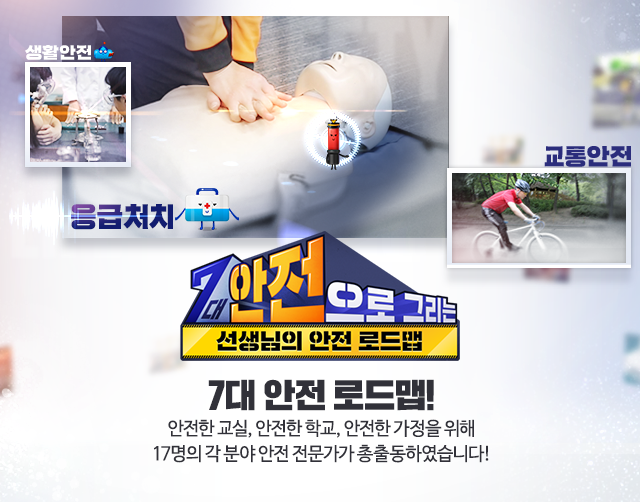 생활안전
교통안전
응급처치
7대 안전으로 그리는
선생님의 안전 로드맵
7대 안전 로드맵!
안전한 교실, 안전한 학교, 안전한 가정을 위해
17명의 각 분야 안전 전문가가 총출동하였습니다!